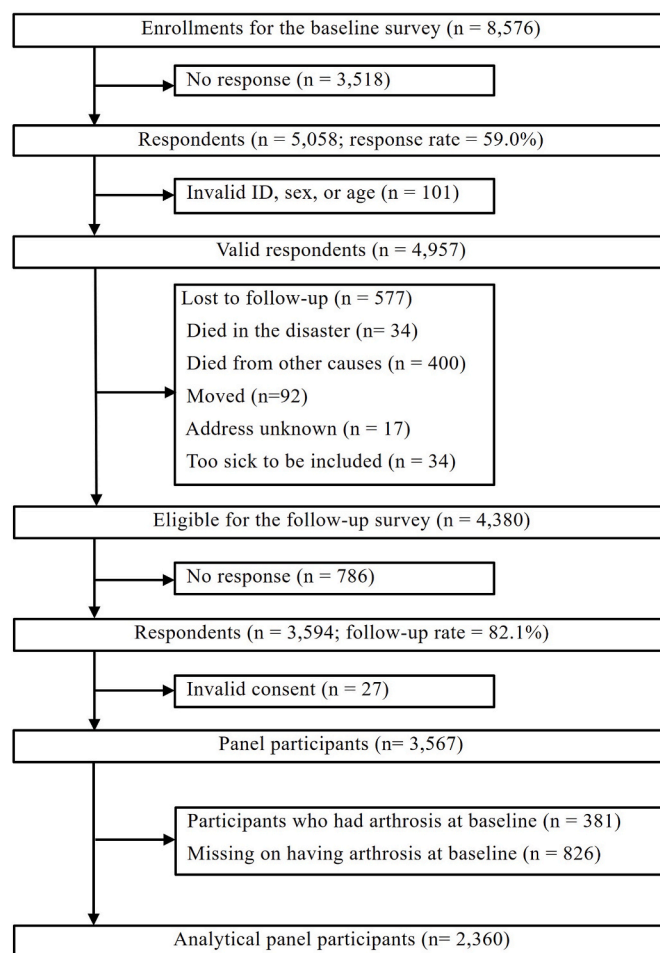 Enrollments for the baseline survey (n = 8,576)
No response (n = 3,518)
Respondents (n = 5,058; response rate = 59.0%)
Invalid ID, sex, or age (n = 101)
Valid respondents (n = 4,957)
Lost to follow-up (n = 577)
Died in the disaster (n= 34)
Died from other causes (n = 400)
Moved (n=92)
Address unknown (n = 17)
Too sick to be included (n = 34)
Eligible for the follow-up survey (n = 4,380)
No response (n = 786)
Respondents (n = 3,594; follow-up rate = 82.1%)
Invalid consent (n = 27)
Panel participants (n= 3,567)
Participants who had arthrosis at baseline (n = 381)
Missing on having arthrosis at baseline (n = 826)
Analytical panel participants (n= 2,360)